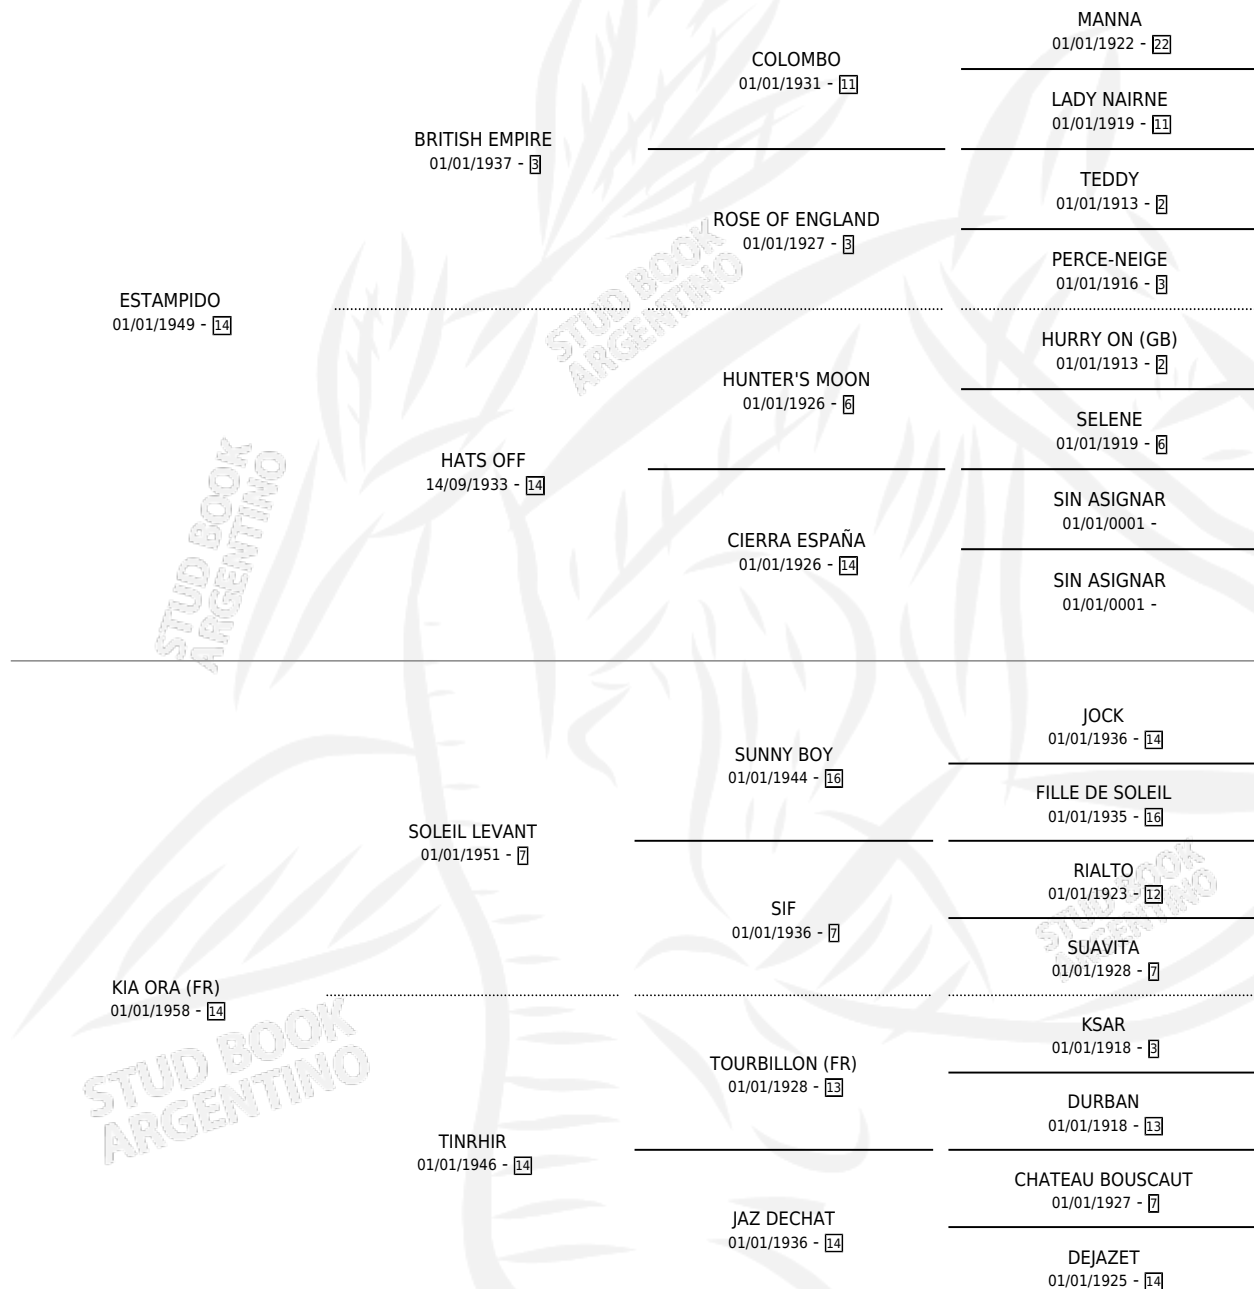 MANNA
01/01/1922 - 22
COLOMBO
01/01/1931 - 11
LADY NAIRNE
01/01/1919 - 11
BRITISH EMPIRE
01/01/1937 - 3
TEDDY
01/01/1913 - 2
ROSE OF ENGLAND
01/01/1927 - 3
PERCE-NEIGE
01/01/1916 - 3
ESTAMPIDO
01/01/1949 - 14
STUD BOOK
ARGENTINO
HURRY ON (GB)
01/01/1913 - 2
HUNTER'S MOON
01/01/1926 - 6
SELENE
01/01/1919 - 6
HATS OFF
14/09/1933 - 14
SIN ASIGNAR
01/01/0001 -
CIERRA ESPAÑA
01/01/1926 - 14
SIN ASIGNAR
01/01/0001 -
STUD BOOK
ARGENTINO
JOCK
01/01/1936 - 14
SUNNY BOY
01/01/1944 - 16
FILLE DE SOLEIL
01/01/1935 - 16
SOLEIL LEVANT
01/01/1951 - 7
RIALTO
01/01/1923 - 12
SIF
01/01/1936 - 7
STUD BOOK
ARGENTINO
SUAVITA
01/01/1928 - 7
KIA ORA (FR)
01/01/1958 - 14
STUD BOOK
ARGENTINO
KSAR
01/01/1918 - 3
TOURBILLON (FR)
01/01/1928 - 13
DURBAN
01/01/1918 - 13
TINRHIR
01/01/1946 - 14
CHATEAU BOUSCAUT
01/01/1927 - 7
JAZ DECHAT
01/01/1936 - 14
DEJAZET
01/01/1925 - 14